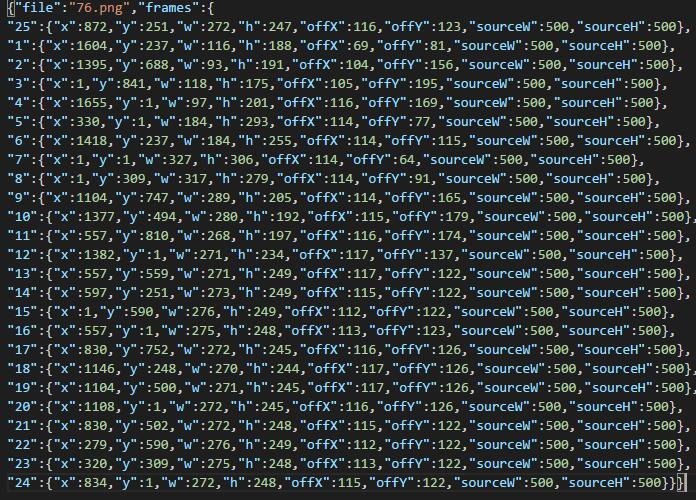 {"file":"76.png","frames":{
"25":{"x":872,"y":251,"w":272,"h":247,"offX":116,"offY":123,"sourceW":500,"sourceH":500},
"1":{"x":1604,"y":237,"w":116,"h":188,"offX":69,"offY":81,"sourceW":500,"sourceH":500},
"2":{"x":1395,"y":688,"w":93,"h":191,"offX":104,"offY":156,"sourceW":500,"sourceH":500},
"3":{"x":1,"y":841,"w":118,"h":175,"offX":105,"offY":195,"sourceW":500,"sourceH":500},
"4":{"x":1655,"y":1,"w":97,"h":201,"offX":116,"offY":169,"sourceW":500,"sourceH":500},
"5":{"x":330,"y":1,"w":184,"h":293,"offX":114,"offY":77,"sourceW":500,"sourceH":500},
"6":{"x":1418,"y":237,"w":184,"h":255,"offX":114,"offY":115,"sourceW":500,"sourceH":500},
"7":{"x":1,"y":1,"w":327,"h":306,"offX":114,"offY":64,"sourceW":500,"sourceH":500},
"8":{"x":1,"y":309,"w":317,"h":279,"offX":114,"offY":91,"sourceW":500,"sourceH":500},
"9":{"x":1104,"y":747,"w":289,"h":205,"offX":114,"offY":165,"sourceW":500,"sourceH":500},
"10":{"x":1377,"y":494,"w":280,"h":192,"offX":115,"offY":179,"sourceW":500,"sourceH":500},
"11":{"x":557,"y":810,"w":268,"h":197,"offX":116,"offY":174,"sourceW":500,"sourceH":500},
"12":{"x":1382,"y":1,"w":271,"h":234,"offX":117,"offY":137,"sourceW":500,"sourceH":500},
"13":{"x":557,"y":559,"w":271,"h":249,"offX":117,"offY":122,"sourceW":500,"sourceH":500},
"14":{"x":597,"y":251,"w":273,"h":249,"offX":115,"offY":122,"sourceW":500,"sourceH":500},
"15":{"x":1,"y":590,"w":276,"h":249,"offX":112,"offY":122,"sourceW":500,"sourceH":500},
"16":{"x":557,"y":1,"w":275,"h":248,"offX":113,"offY":123,"sourceW":500,"sourceH":500},
"17":{"x":830,"y":752,"w":272,"h":245,"offX":116,"offY":126,"sourceW":500,"sourceH":500},
"18":{"x":1146,"y":248,"w":270,"h":244,"offX":117,"offY":126,"sourceW":500,"sourceH":500},
"19":{"x":1104,"y":500,"w":271,"h":245,"offX":117,"offY":126,"sourceW":500,"sourceH":500},
"20":{"x":1108,"y":1,"w":272,"h":245,"offX":116,"offY":126,"sourceW":500,"sourceH":500},
"21":{"x":830,"y":502,"w":272,"h":248,"offX":115,"offY":122,"sourceW":500,"sourceH":500},
"22":{"x":279,"y":590,"w":276,"h":249,"offX":112,"offY":122,"sourceW":500,"sourceH":500},
"23":{"x":320,"y":309,"w":275,"h":248,"offX":113,"offY":122,"sourceW":500,"sourceH":500},
"24":{"x":834,"y":1,"w":272,"h":248,"offX":115,"offY":122,"sourceW":500,"sourceH":500}}}